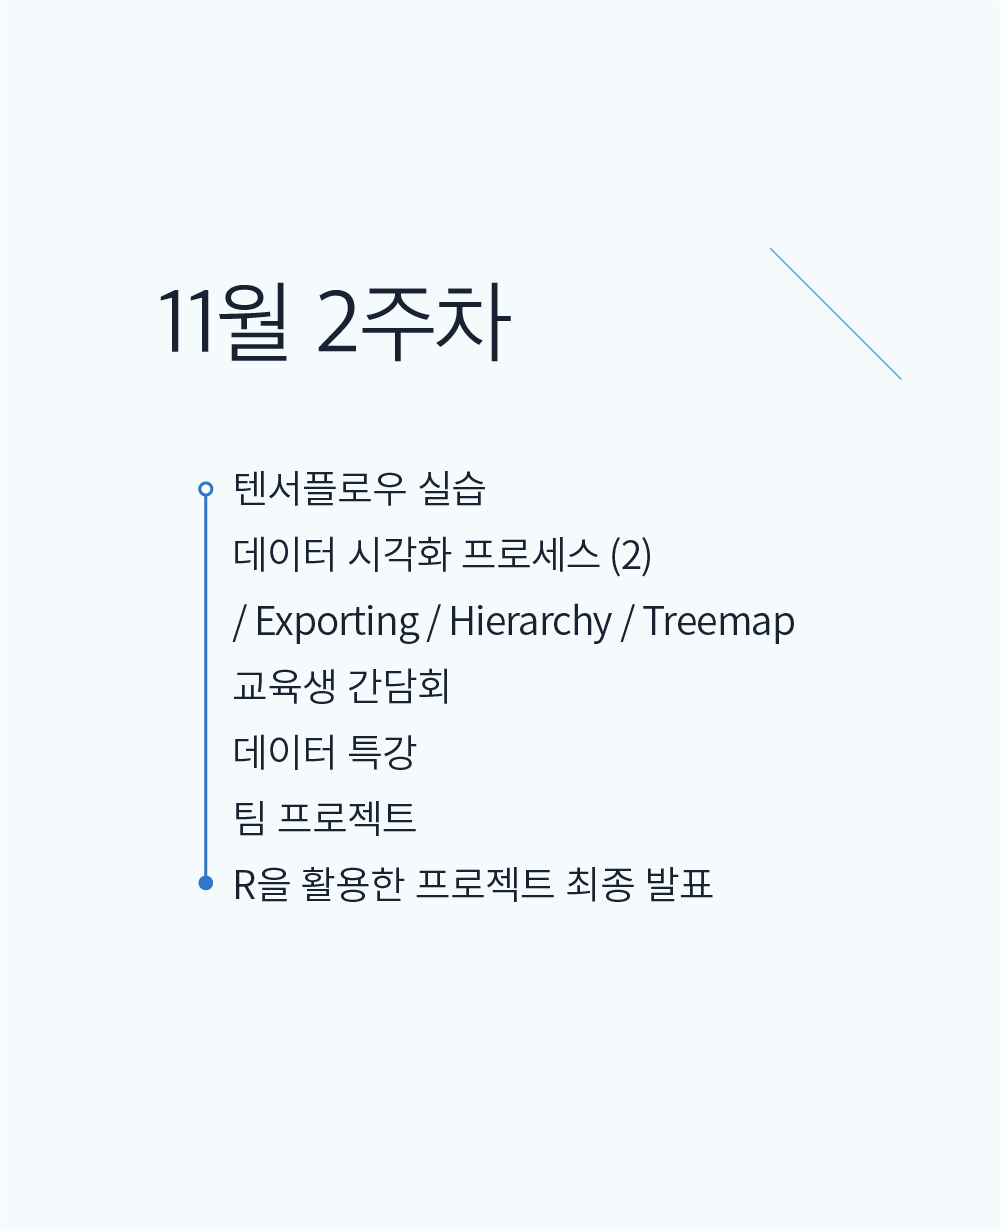 11월 2주차
텐서플로우 실습
데이터 시각화 프로세스 (2)
/ Exporting / Hierarchy / Treemap
교육생 간담회
데이터 특강
팀 프로젝트
R을 활용한 프로젝트 최종 발표